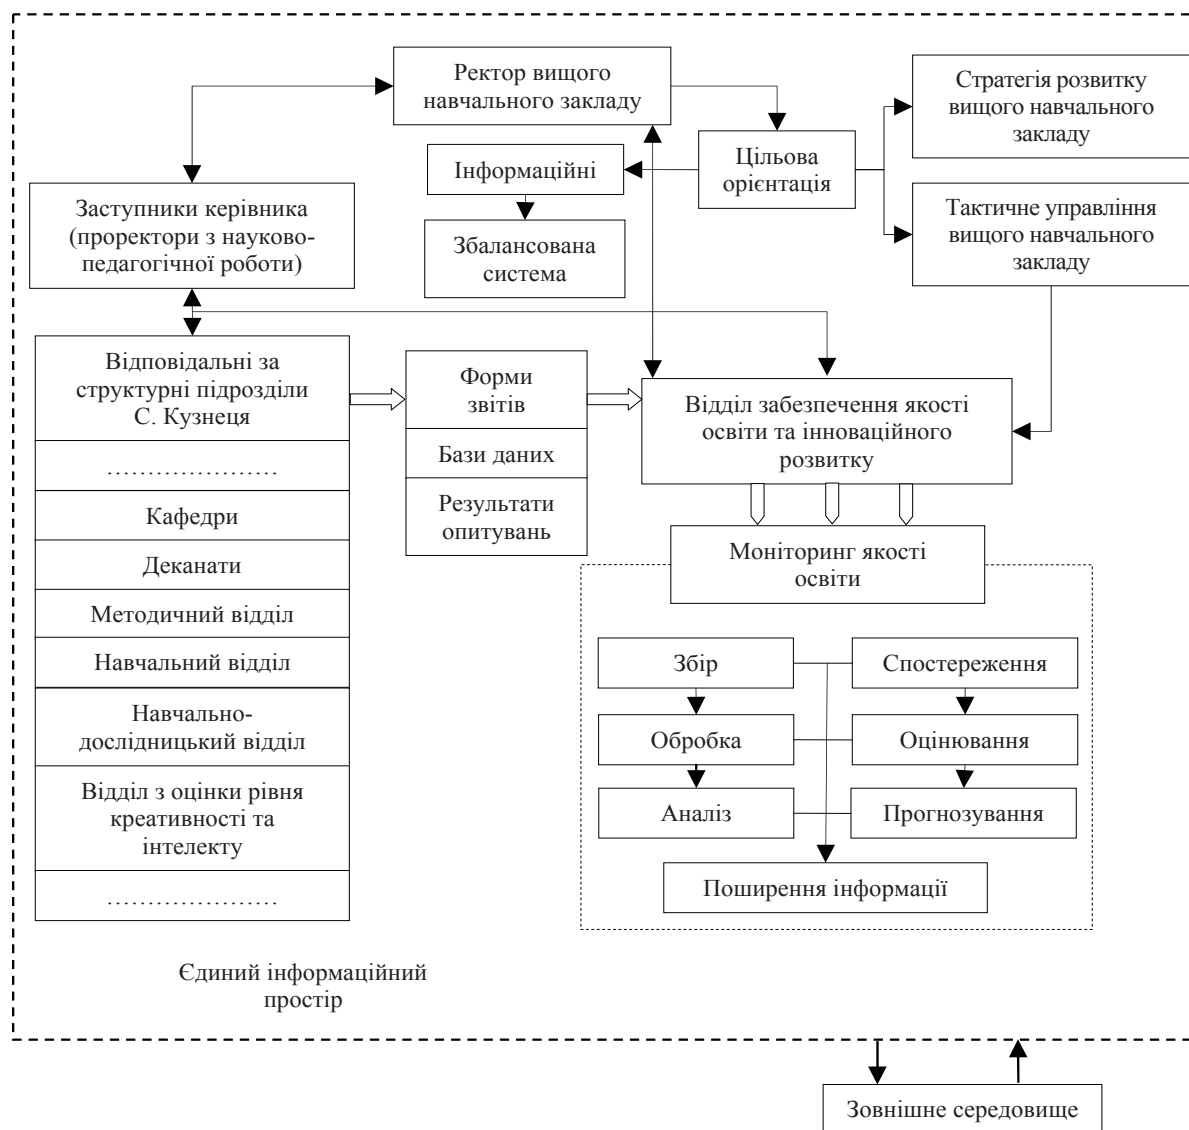 Ректор вищого
навчального закладу
Стратегія розвитку
вищого навчального
закладу
Цільова
орієнтація
Інформаційні
Заступники керівника
(проректори з науково-
педагогічної роботи)
Тактичне управління
вищого навчального
закладу
Збалансована
система
Відповідальні за
структурні підрозділи
С. Кузнеця
…………………
Кафедри
Деканати
Методичний відділ
Навчальний відділ
Навчально-
дослідницький відділ
Відділ з оцінки рівня
креативності та
інтелекту
…………………
Форми
звітів
Бази даних
Результати
опитувань
Відділ забезпечення якості
освіти та інноваційного
розвитку
Моніторинг якості
освіти
Збір
Спостереження
Обробка
Оцінювання
Аналіз
Прогнозування
Поширення інформації
Єдиний інформаційний
простір
Зовнішнє середовище